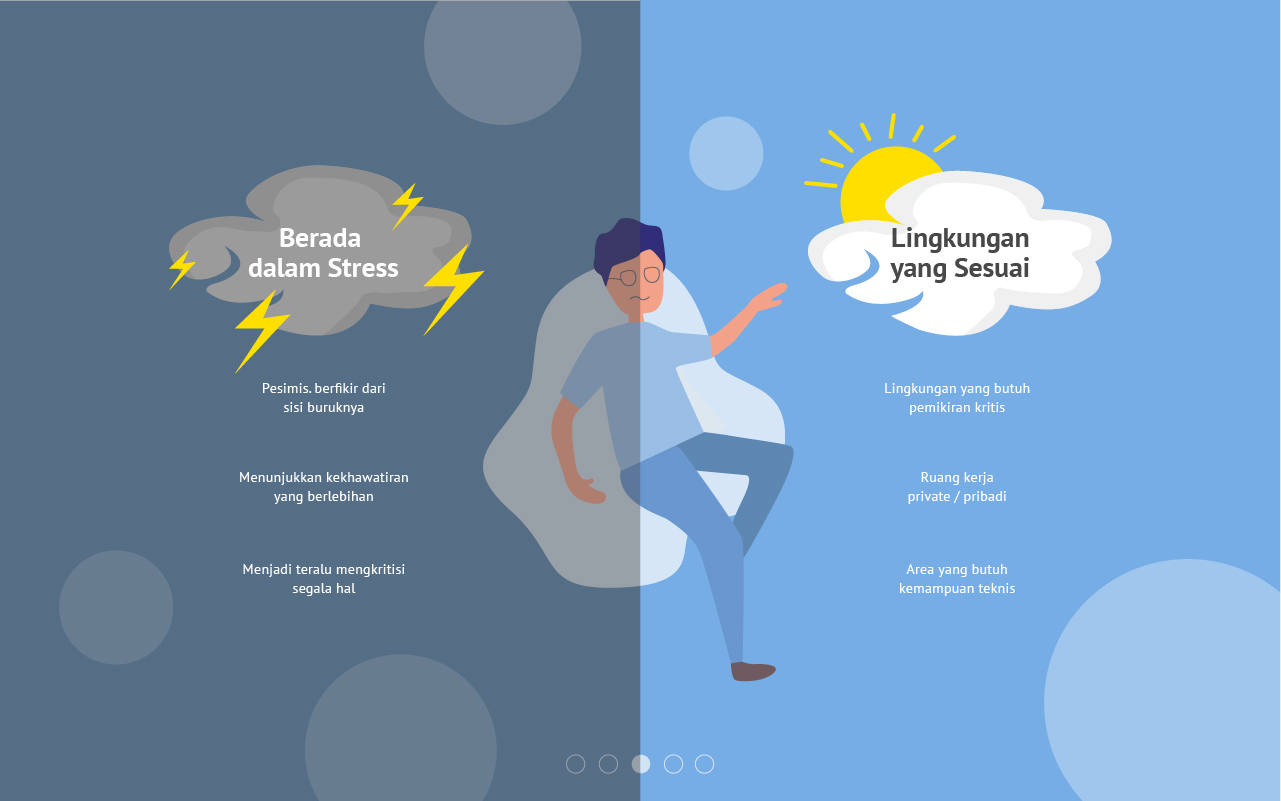 Berada
dalam Stress
Pesimis. berfikir dari
sisi buruknya
Menunjukkan kekhawatiran
yang berlebihan
Menjadi teralu mengkritisi
segala hal
Lingkungan
yang Sesuai
Lingkungan yang butuh
pemikiran kritis
Ruang kerja
private / pribadi
Area yang butuh
kemampuan teknis